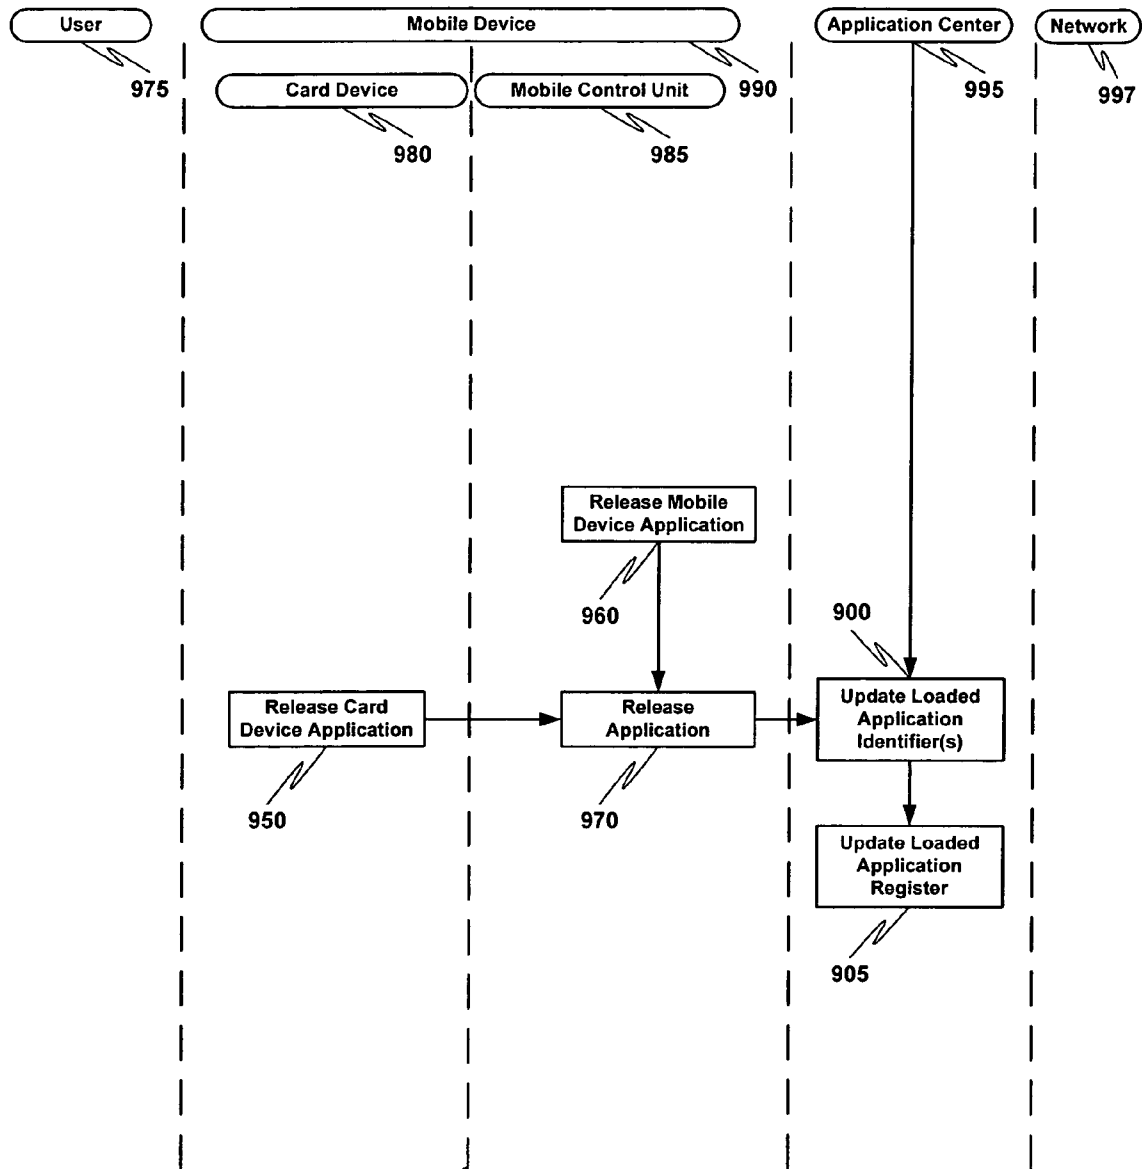 User
Mobile Device
Application Center
Network
975
990
995
997
Card Device
Mobile Control Unit
980
985
Release Mobile
Device Application
960
900
Release Card
Device Application
Release
Application
Update Loaded
Application
Identifier(s)
950
970
Update Loaded
Application
Register
905